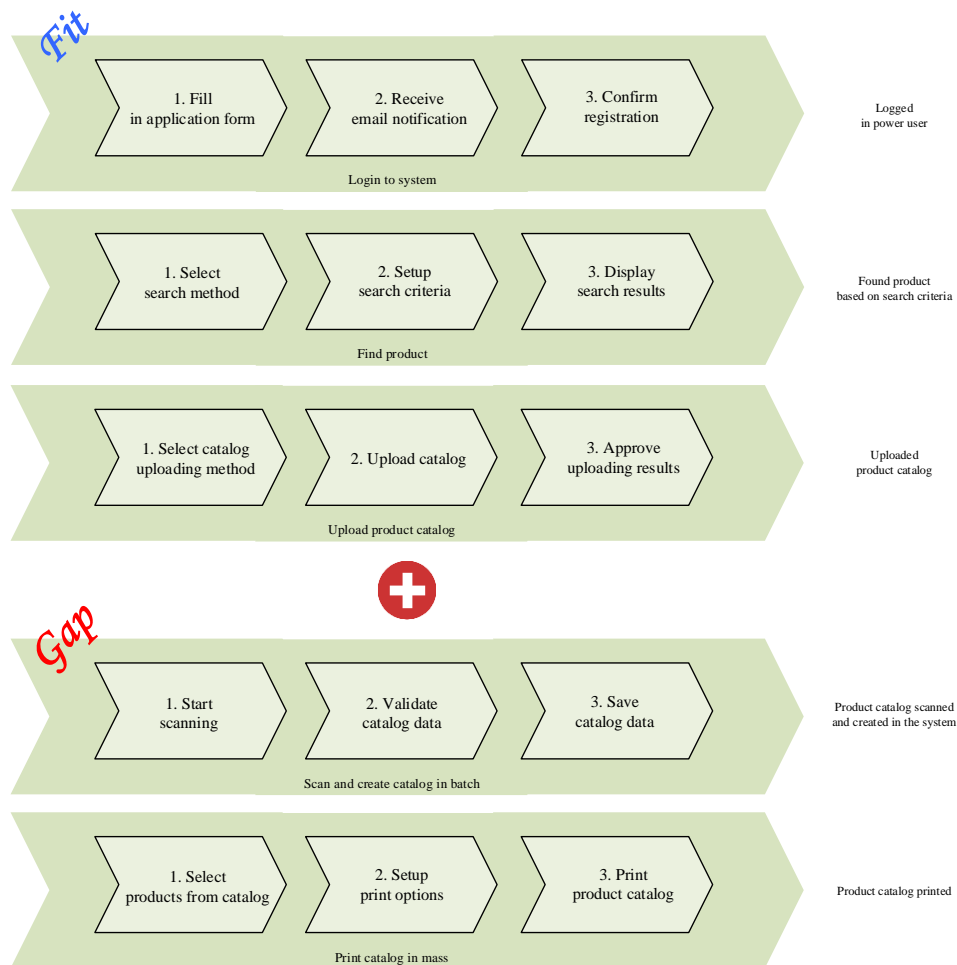 Fit
1. Fill
in application form
2. Receive
email notification
3. Confirm
registration
Logged
in power user
Login to system
1. Select
search method
2. Setup
search criteria
3. Display
search results
Found product
based on search criteria
Find product
1. Select catalog
uploading method
2. Upload catalog
3. Approve
uploading results
Uploaded
product catalog
Upload product catalog
Gap
1. Start
scanning
2. Validate
catalog data
3. Save
catalog data
Product catalog scanned
and created in the system
Scan and create catalog in batch
1. Select
products from catalog
2. Setup
print options
3. Print
product catalog
Product catalog printed
Print catalog in mass